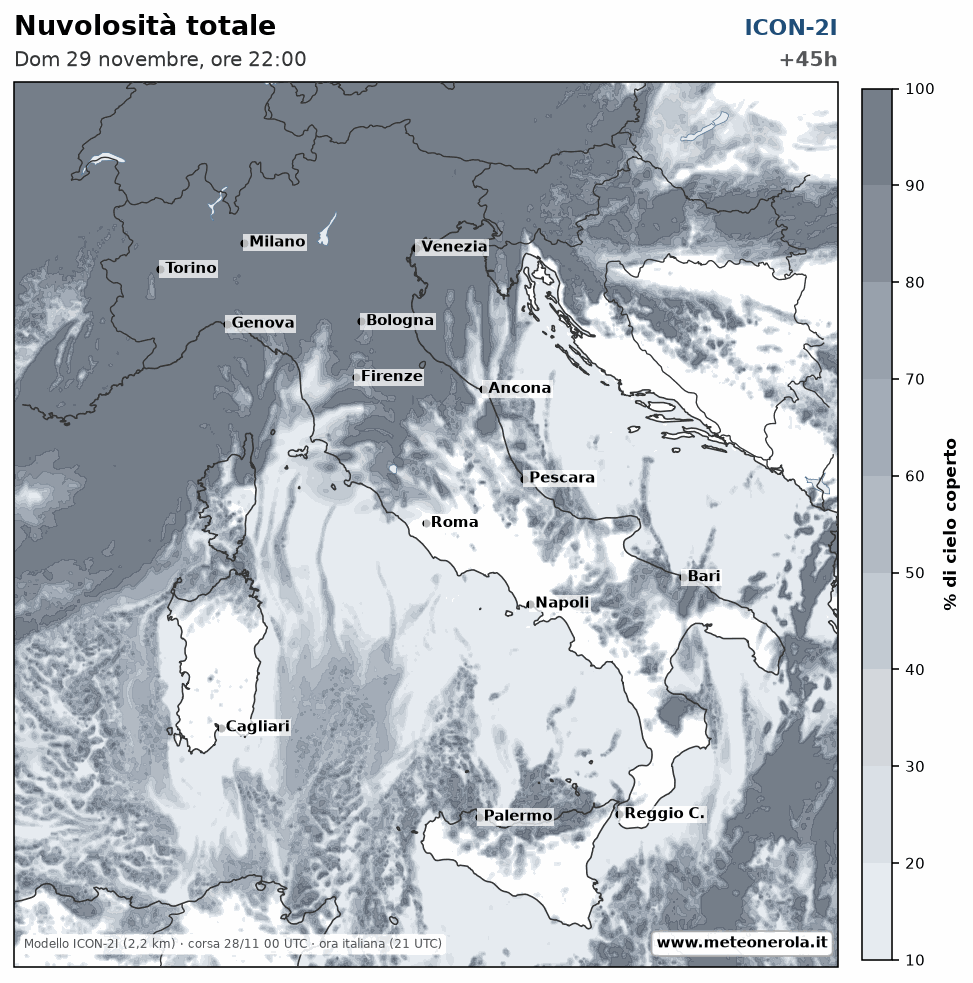 Nuvolosità totale
ICON-2I
Dom 29 novembre, ore 22:00
+45h
Milano
Venezia
Torino
Genova
Bologna
Firenze
Ancona
Pescara
Roma
Bari
Napoli
Cagliari
Palermo
Reggio C.
100
90
80
70
60
50
40
30
20
10
% di cielo coperto
Modello ICON-2I (2,2 km) · corsa 28/11 00 UTC · ora italiana (21 UTC)
www.meteonerola.it